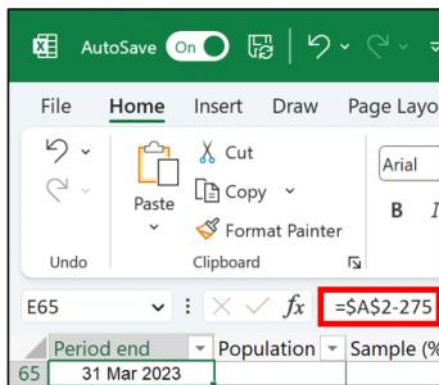 AutoSave On
File Home Insert Draw Page Layo
Cut
Copy
Format Painter
Paste
Arial
B I
Undo Clipboard
E65 fx =$A$2-275
Period end Population Sample (%
65 31 Mar 2023